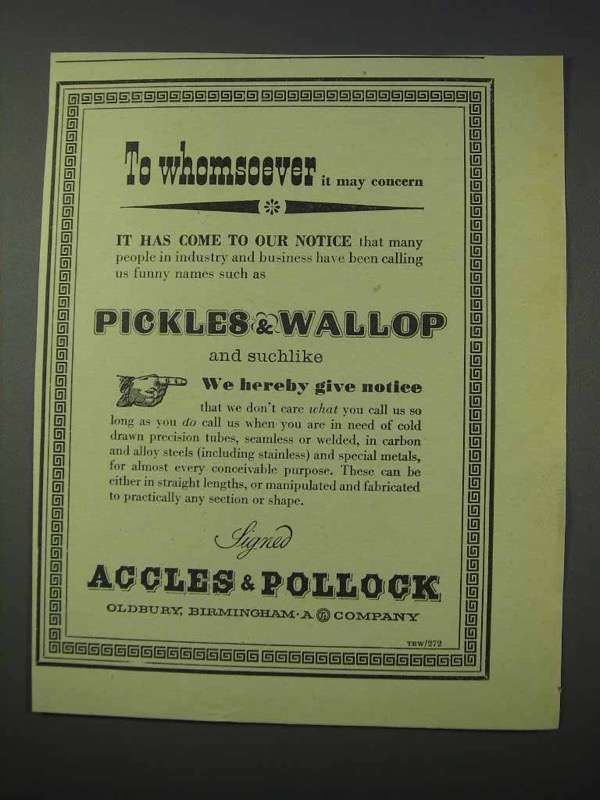 To whomsoever it may concern
IT HAS COME TO OUR NOTICE that many
people in industry and business have been calling
us funny names such as
PICKLES & WALLOP
and suchlike
We hereby give notice
that we don't care what you call us so
long as you do call us when you are in need of cold
drawn precision tubes, seamless or welded, in carbon
and alloy steels (including stainless) and special metals,
for almost every conceivable purpose. These can be
either in straight lengths, or manipulated and fabricated
to practically any section or shape.
Signed
ACCLES & POLLOCK
OLDBURY, BIRMINGHAM · A COMPANY
TBW/272